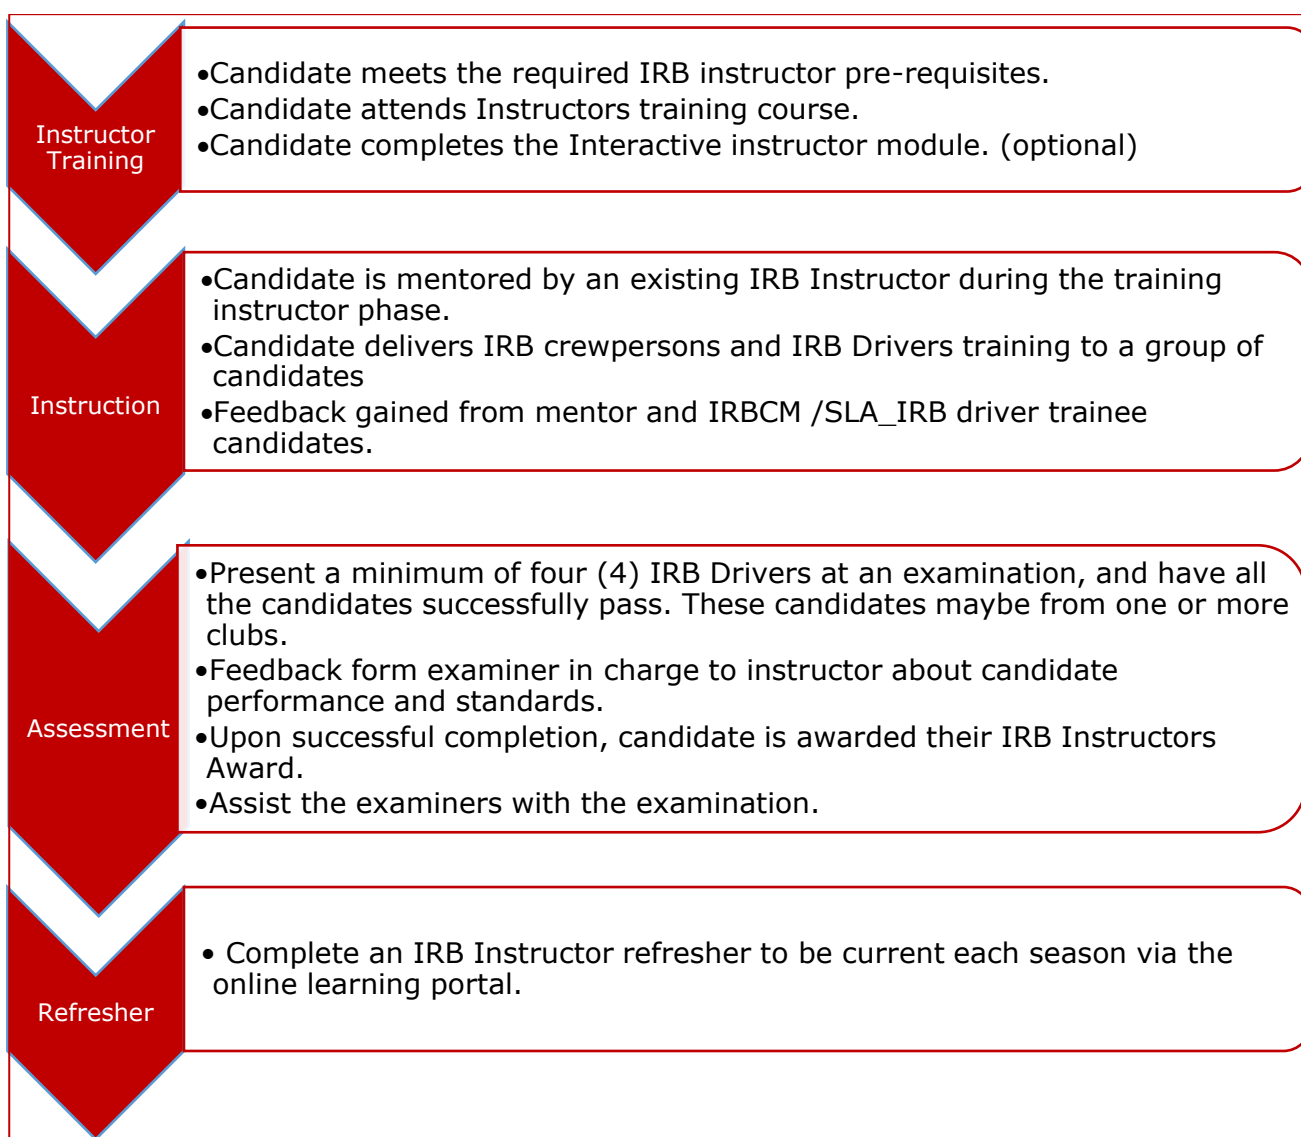 Instructor
Training
•Candidate meets the required IRB instructor pre-requisites.
•Candidate attends Instructors training course.
•Candidate completes the Interactive instructor module. (optional)
Instruction
•Candidate is mentored by an existing IRB Instructor during the training
instructor phase.
•Candidate delivers IRB crewpersons and IRB Drivers training to a group of
candidates
•Feedback gained from mentor and IRBCM /SLA_IRB driver trainee
candidates.
Assessment
•Present a minimum of four (4) IRB Drivers at an examination, and have all
the candidates successfully pass. These candidates maybe from one or more
clubs.
•Feedback form examiner in charge to instructor about candidate
performance and standards.
•Upon successful completion, candidate is awarded their IRB Instructors
Award.
•Assist the examiners with the examination.
Refresher
• Complete an IRB Instructor refresher to be current each season via the
online learning portal.